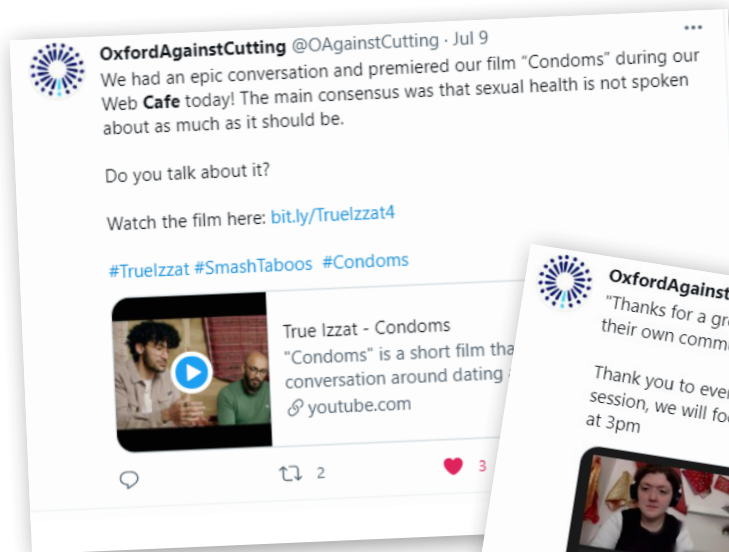 OxfordAgainstCutting @OAgainstCutting · Jul 9
We had an epic conversation and premiered our film “Condoms” during our
Web Cafe today! The main consensus was that sexual health is not spoken
about as much as it should be.
Do you talk about it?
Watch the film here: bit.ly/TrueIzzat4
#TrueIzzat #SmashTaboos #Condoms
True Izzat - Condoms
"Condoms" is a short film tha
conversation around dating
youtube.com
2
3
OxfordAgainst
"Thanks for a gr
their own comm
Thank you to eve
session, we will fo
at 3pm